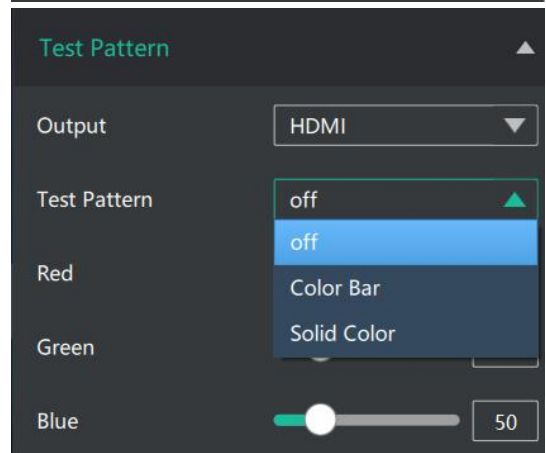 Test Pattern
Output HDMI
Test Pattern off
off
Red
Color Bar
Solid Color
Green
Blue 50